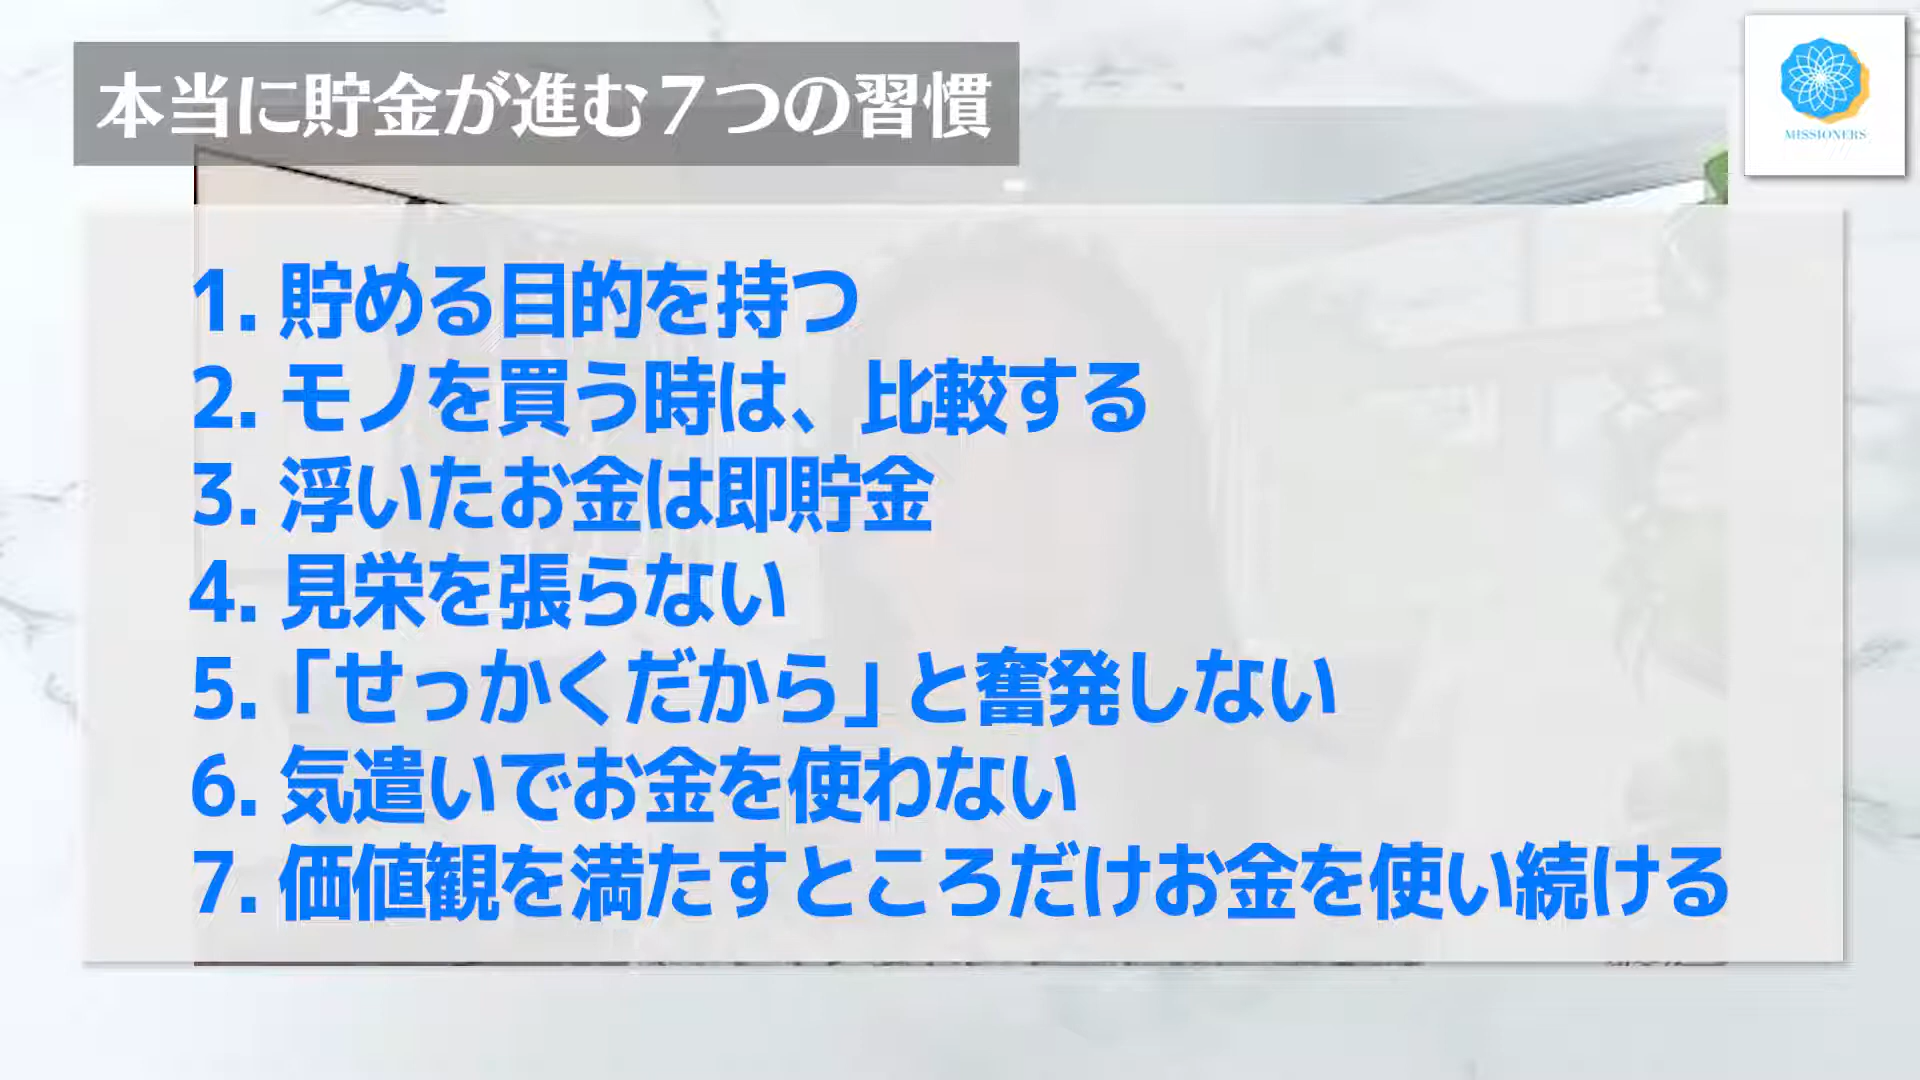 本当に貯金が進む7つの習慣
MISSIONERS
1. 貯める目的を持つ
2. モノを買う時は、比較する
3. 浮いたお金は即貯金
4. 見栄を張らない
5.「せっかくだから」と奮発しない
6. 気遣いでお金を使わない
7. 価値観を満たすところだけお金を使い続ける